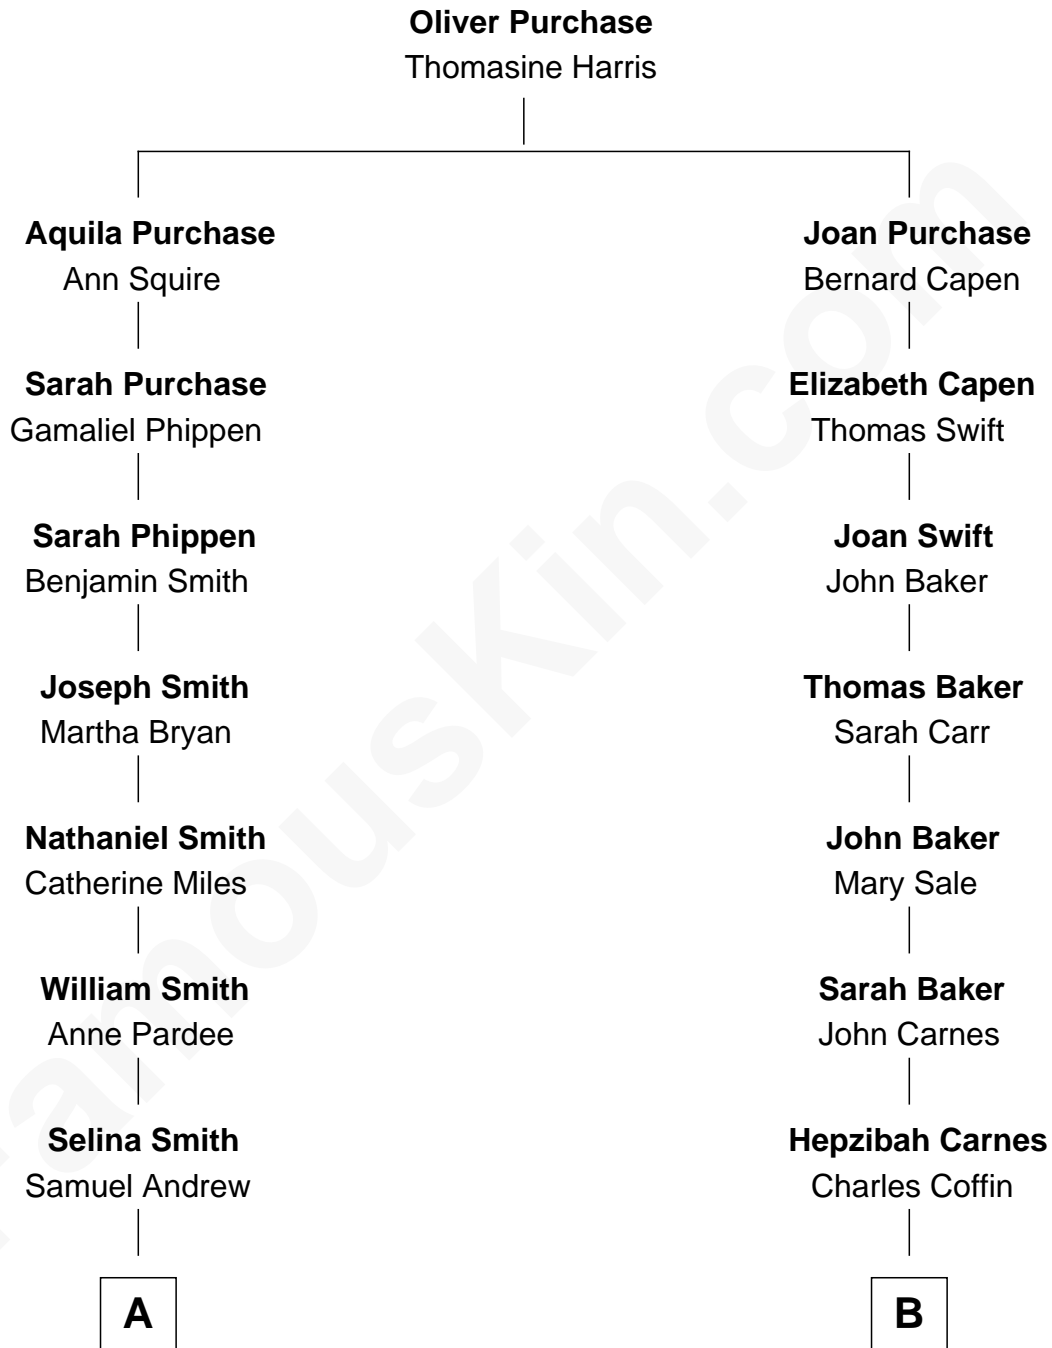 Oliver Purchase
Thomasine Harris
Aquila Purchase
Ann Squire
Joan Purchase
Bernard Capen
Sarah Purchase
Gamaliel Phippen
Elizabeth Capen
Thomas Swift
Sarah Phippen
Benjamin Smith
Joan Swift
John Baker
Joseph Smith
Martha Bryan
Thomas Baker
Sarah Carr
Nathaniel Smith
Catherine Miles
John Baker
Mary Sale
William Smith
Anne Pardee
Sarah Baker
John Carnes
Selina Smith
Samuel Andrew
Hepzibah Carnes
Charles Coffin
A
B
FamousKin.com